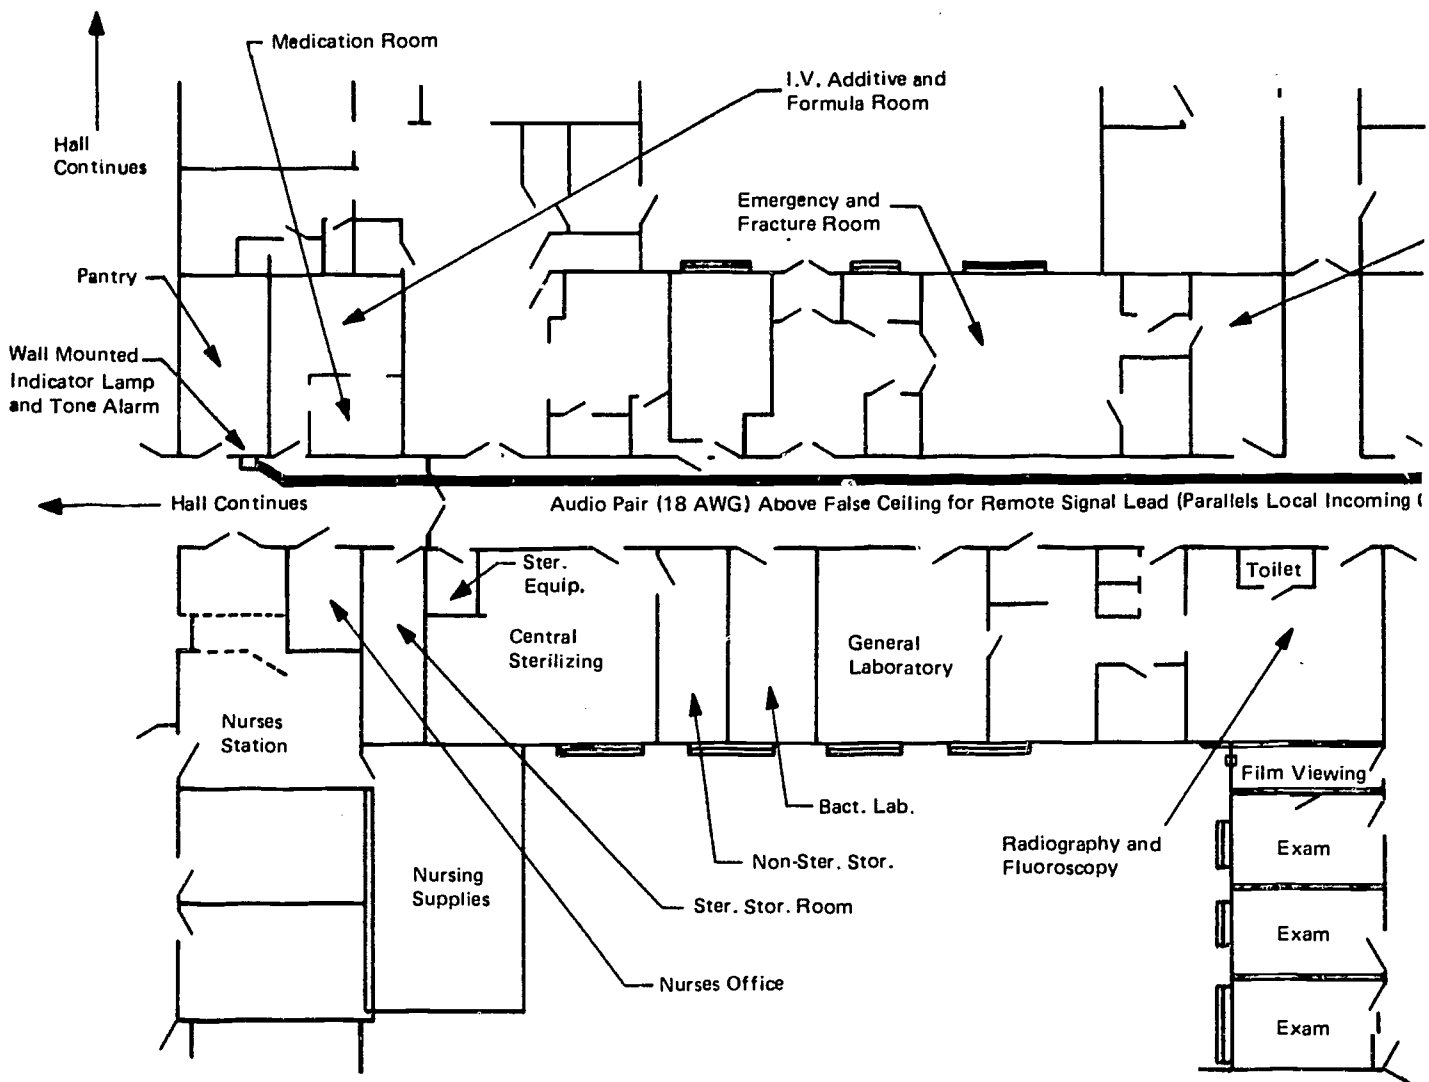 Medication Room
I.V. Additive and
Formula Room
Hall
Continues
Emergency and
Fracture Room
Pantry
Wall Mounted
Indicator Lamp
and Tone Alarm
Hall Continues
Audio Pair (18 AWG) Above False Ceiling for Remote Signal Lead (Parallels Local Incoming
Ster.
Equip.
Toilet
Central
Sterilizing
General
Laboratory
Nurses
Station
Film Viewing
Bact. Lab.
Radiography and
Fluoroscopy
Exam
Non-Ster. Stor.
Nursing
Supplies
Ster. Stor. Room
Exam
Nurses Office
Exam